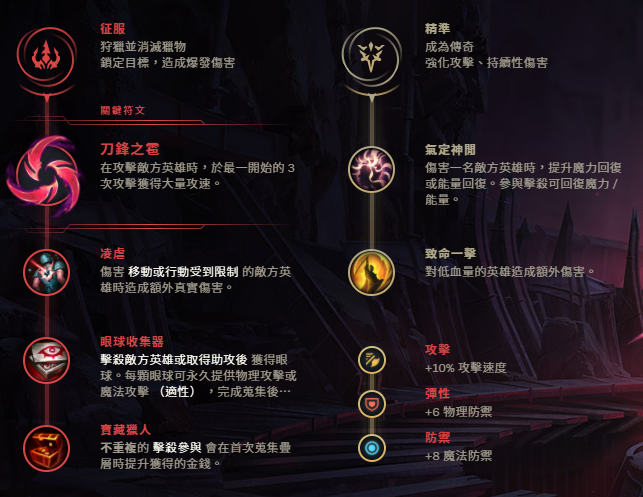 征服
狩獵並消滅獵物
鎖定目標，造成爆發傷害
關鍵符文
刀鋒之雹
在攻擊敵方英雄時，於最一開始的 3
次攻擊獲得大量攻速。
凌虐
傷害 移動或行動受到限制 的敵方英
雄時造成額外真實傷害。
眼球收集器
擊殺敵方英雄或取得助攻後 獲得眼
球。每顆眼球可永久提供物理攻擊或
魔法攻擊 （適性） ，完成蒐集後⋯
寶藏獵人
不重複的 擊殺參與 會在首次蒐集疊
層時提升獲得的金錢。
精準
成為傳奇
強化攻擊、持續性傷害
氣定神閒
傷害一名敵方英雄時，提升魔力回復
或能量回復。參與擊殺可回復魔力 /
能量。
致命一擊
對低血量的英雄造成額外傷害。
攻擊
+10% 攻擊速度
彈性
+6 物理防禦
防禦
+8 魔法防禦